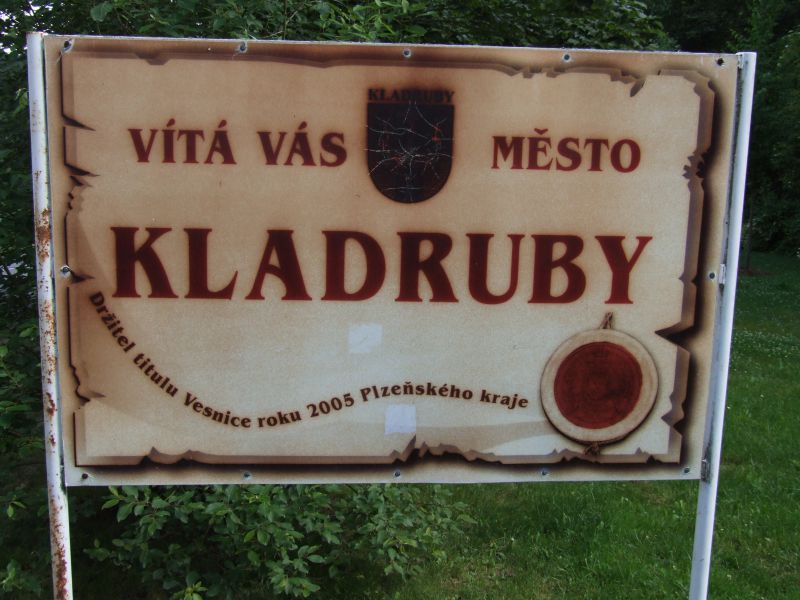 KLADRUBY
VÍTÁ VÁS MĚSTO
KLADRUBY
Držitel titulu Vesnice roku 2005 Plzeňského kraje